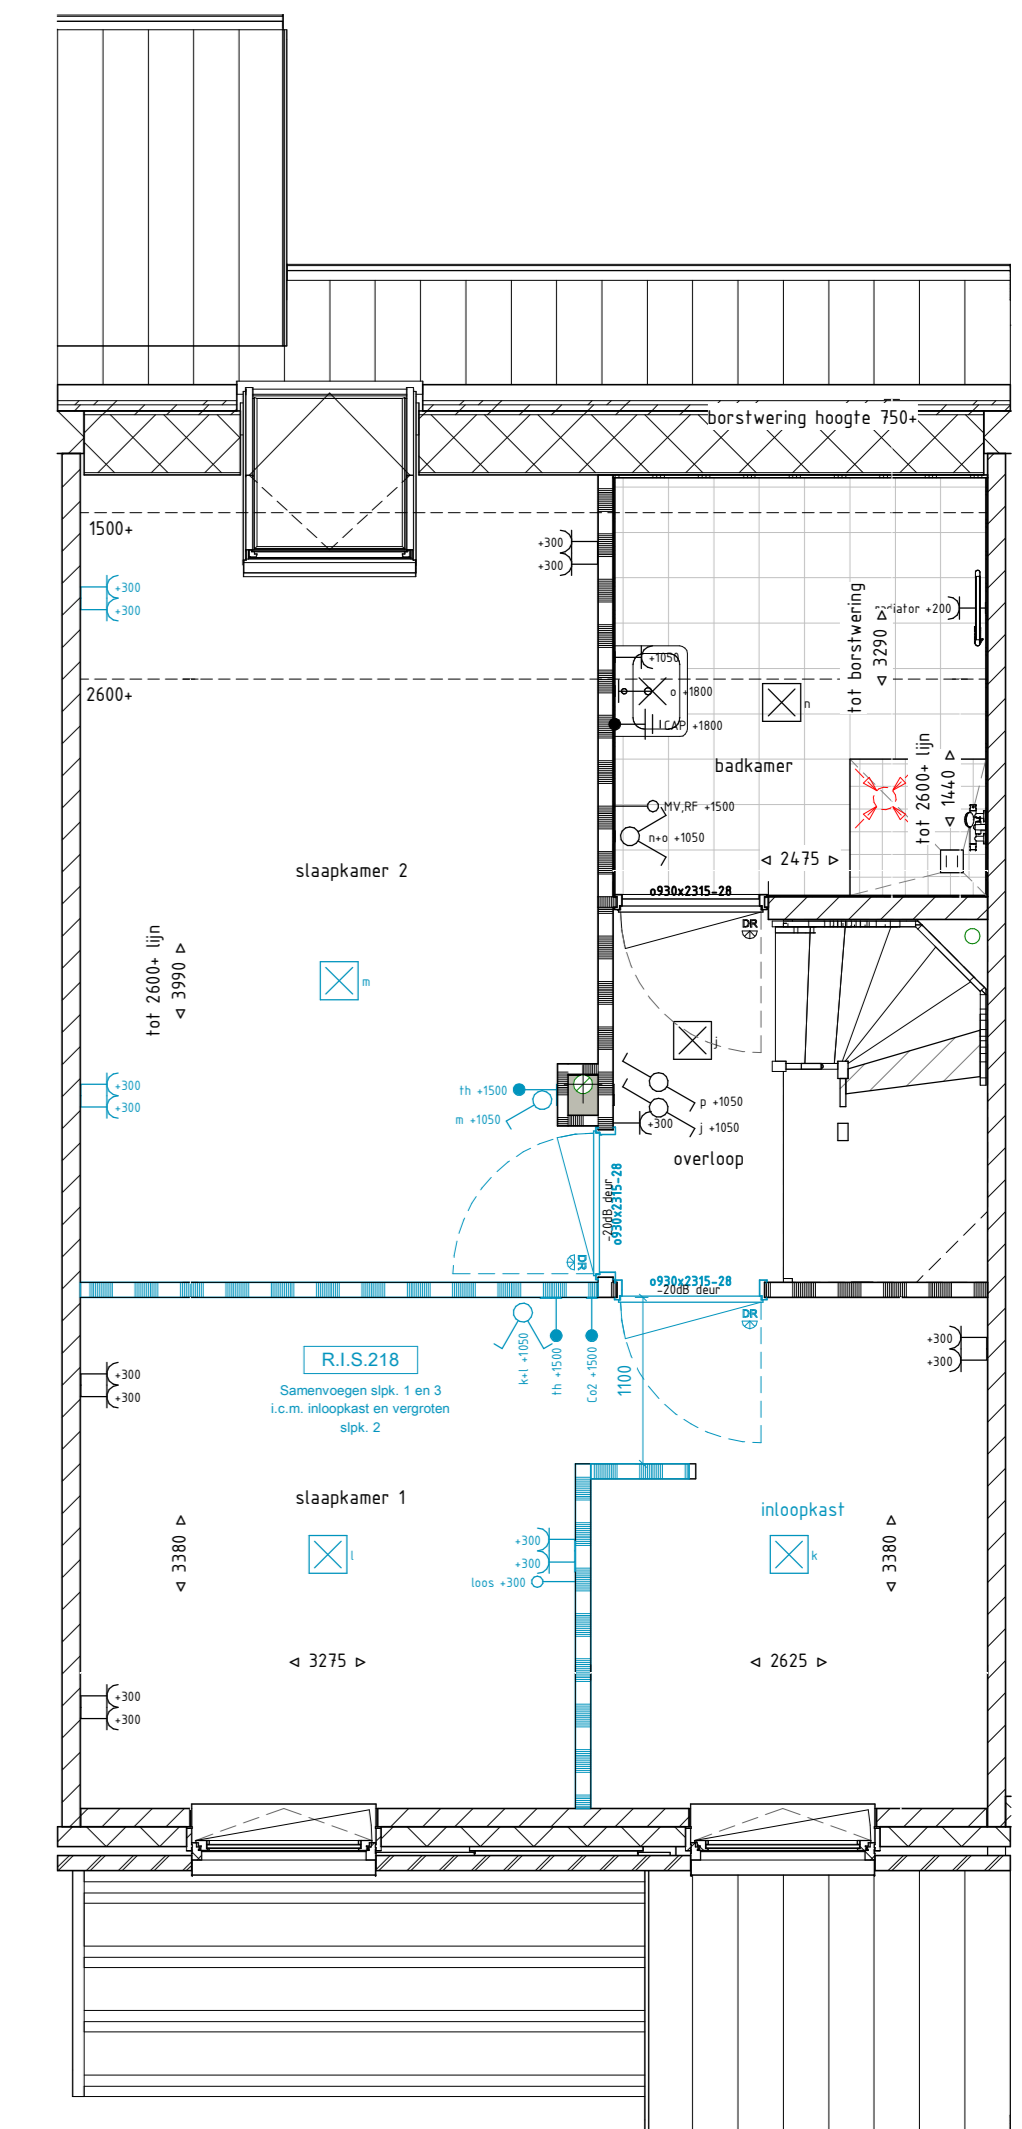 borstwering hoogte 750+
1500+
+300
+300
+300
+300
tot borstwering
3290
+200
+1050
2600+
o +1800
n
CAP +1800
badkamer
tot 2600+ lijn
1440
MV,RF +1500
n+o +1050
2475
slaapkamer 2
o930x2315-28
DR
tot 2600+ lijn
3990
m
j
+300
+300
th +1500
m +1050
p +1050
+300
j +1050
overloop
-20dB deur
o930x2315-28
DR
o930x2315-28
-20dB deur
DR
k+l +1050
th +1500
Co2 +1500
1100
+300
+300
R.I.S.218
Samenvoegen slpk. 1 en 3
i.c.m. inloopkast en vergroten
slpk. 2
+300
+300
slaapkamer 1
inloopkast
3380
l
+300
+300
loos +300
k
3380
3275
2625
+300
+300